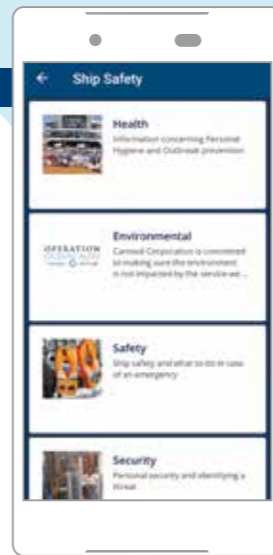 Ship Safety
Health
Information concerning Personal
Hygiene and Outbreak prevention
Environmental
OPERATION
Carnival Corporation is committed
to making sure the environment
is not impacted by the service we ...
Safety
Ship safety and what to do in case
of an emergency
Security
Personal security and identifying a
threat